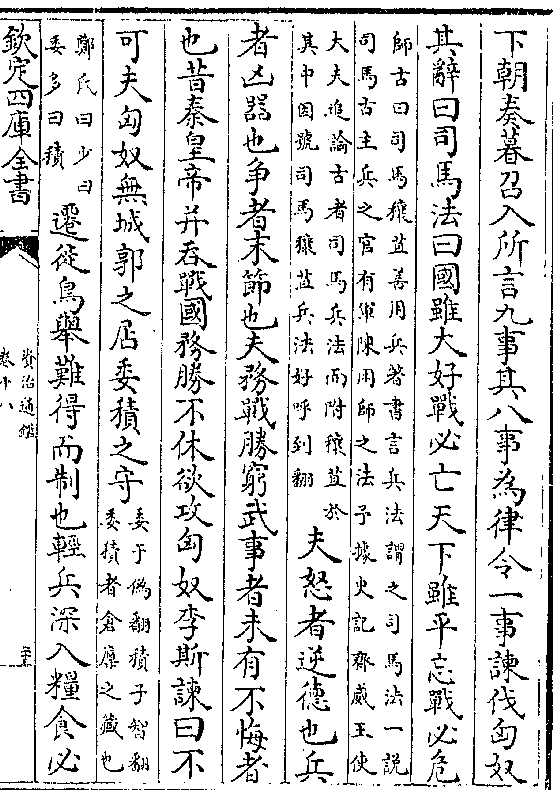 下朝奏暮召入所言九事其八事為律令一事諫伐匈奴
其辭曰司馬法曰國雖大好戰必亡天下雖平忘戰必危
師古曰司馬穰苴善用兵著書言兵法謂之司馬法一説
司馬古主兵之官有軍陳用師之法予據史記齊威王使
大夫追論古者司馬兵法而附穰苴於
其中因號司馬穰苴兵法好呼到翻
夫怒者逆德也兵
者凶器也爭者末節也夫務戰勝窮武事者未有不悔者
也昔秦皇帝并吞戰國務勝不休欲攻匈奴李斯諫曰不
可夫匈奴無城郭之居委積之守
委于偽翻積子智翻
委積者倉廩之藏也
鄭氏曰少曰
委多曰積
遷徙鳥舉難得而制也輕兵深入糧食必
欽定四庫全書
資治通鑑
卷十八